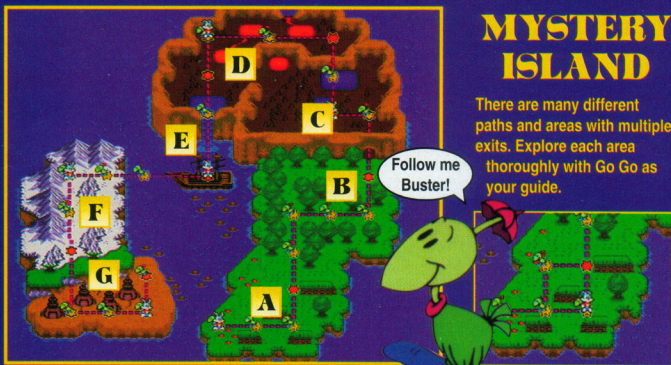 MYSTERY
ISLAND
There are many different
paths and areas with multiple
exits. Explore each area
thoroughly with Go Go as
your guide.
Follow me
Buster!
D
C
E
B
F
G
A